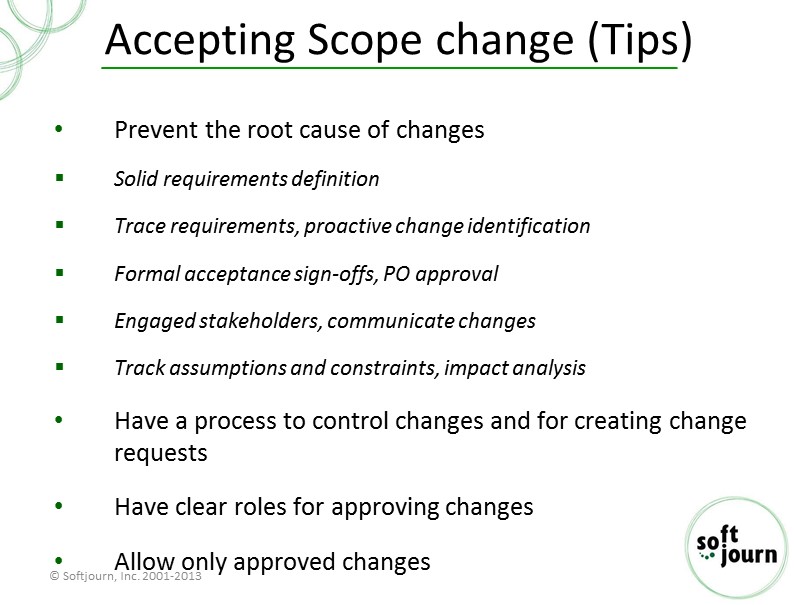 Accepting Scope change (Tips)
• Prevent the root cause of changes
▪ Solid requirements definition
▪ Trace requirements, proactive change identification
▪ Formal acceptance sign-offs, PO approval
▪ Engaged stakeholders, communicate changes
▪ Track assumptions and constraints, impact analysis
• Have a process to control changes and for creating change
requests
• Have clear roles for approving changes
• Allow only approved changes
© Softjourn, Inc. 2001-2013
soft
journ